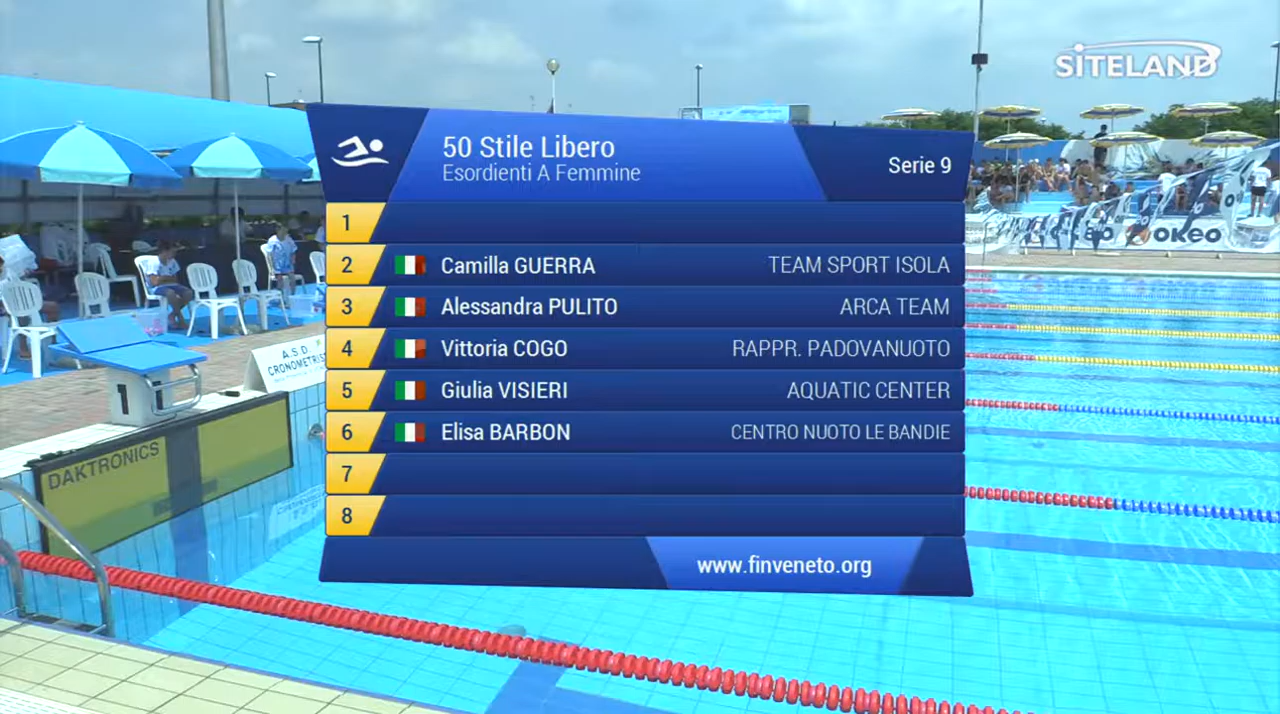 SITELAND
50 Stile Libero
Esordienti A Femmine
Serie 9
1
2 Camilla GUERRA TEAM SPORT ISOLA
3 Alessandra PULITO ARCA TEAM
4 Vittoria COGO RAPPR. PADOVANUOTO
5 Giulia VISIERI AQUATIC CENTER
6 Elisa BARBON CENTRO NUOTO LE BANDIE
7
8
www.finveneto.org
OKEO
A.S.D.
CRONOMETRIS
1
DAKTRONICS